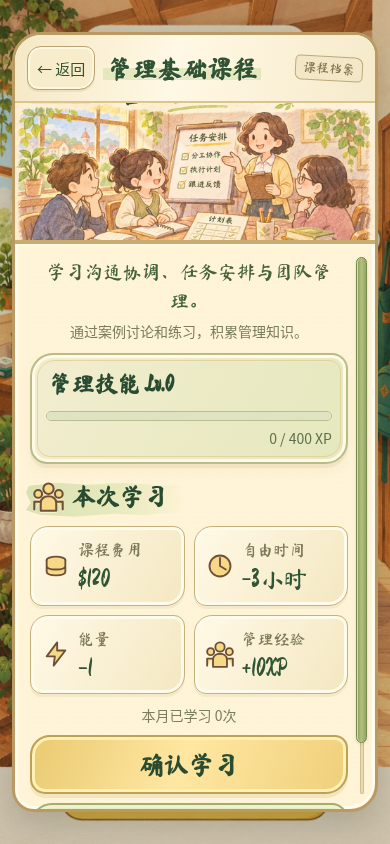 ← 返回
管理基础课程
课程档案
任务安排
分工协作
执行计划
跟进反馈
计划表
学习沟通协调、任务安排与团队管
理。
通过案例讨论和练习，积累管理知识。
管理技能 Lv.0
0 / 400 XP
本次学习
课程费用
$120
自由时间
-3小时
能量
-1
管理经验
+10XP
本月已学习 0次
确认学习